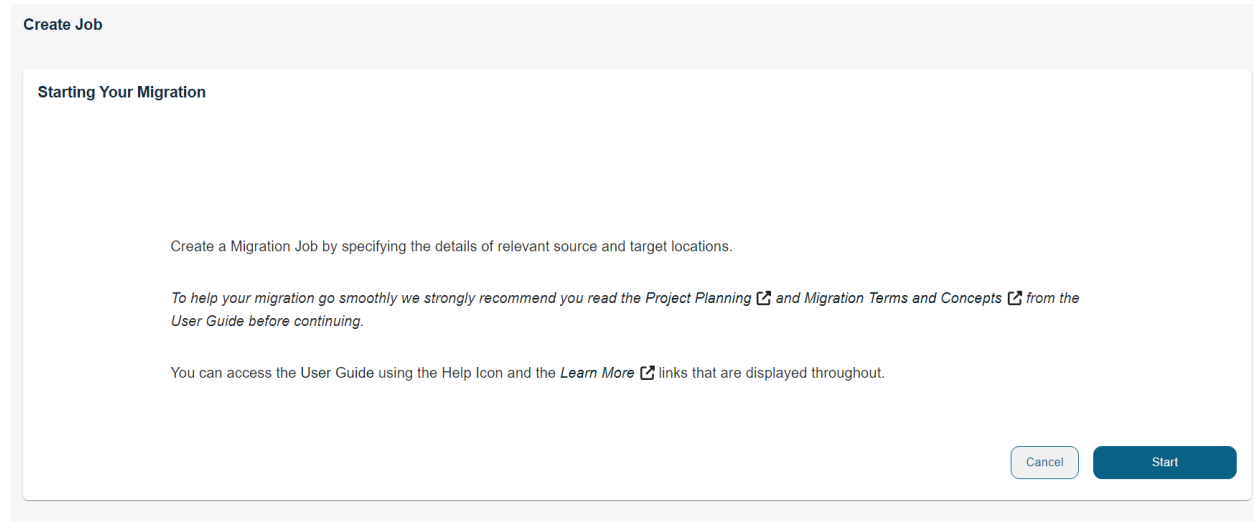 Create Job
Starting Your Migration
Create a Migration Job by specifying the details of relevant source and target locations.
To help your migration go smoothly we strongly recommend you read the Project Planning and Migration Terms and Concepts from the
User Guide before continuing.
You can access the User Guide using the Help Icon and the Learn More links that are displayed throughout.
Cancel
Start